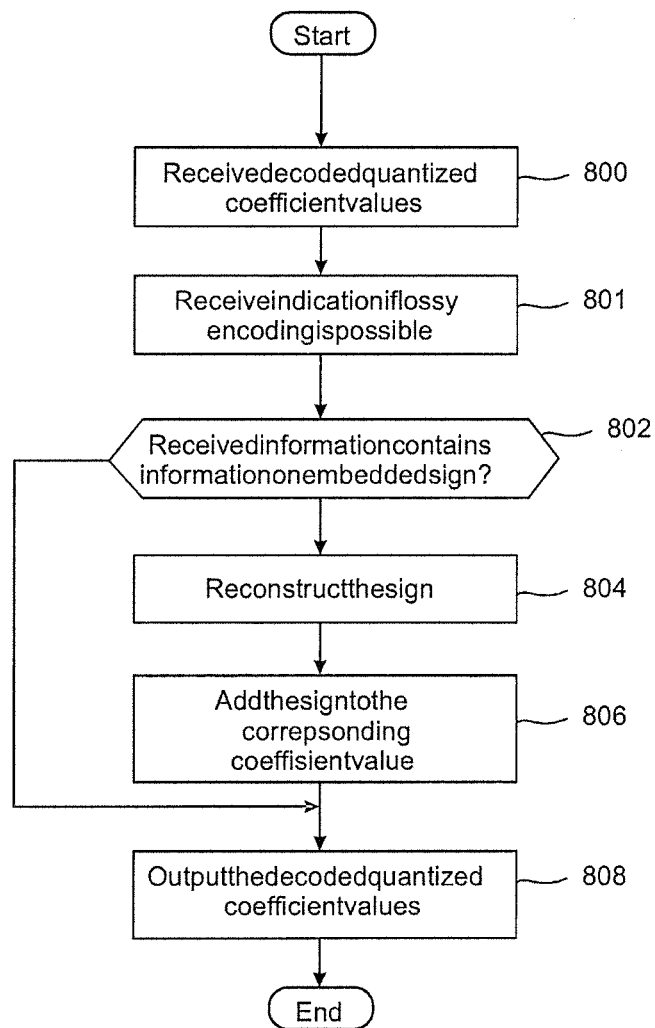 Start
Receivedecodedquantized
coefficientvalues
800
Receiveindicationiflossy
encodingispossible
801
Receivedinformationcontains
informationonembeddedsign?
802
Reconstructthesign
804
Addthesigntothe
correpsonding
coeffisientvalue
806
Outputthedecodedquantized
coefficientvalues
808
End